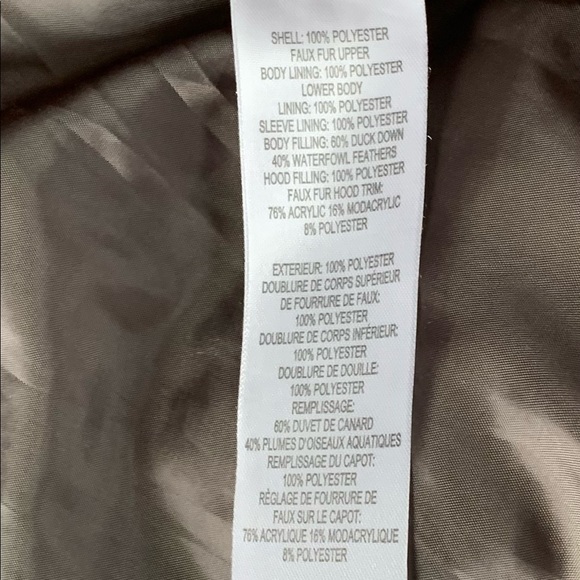 SHELL: 100% POLYESTER
FAUX FUR UPPER
BODY LINING: 100% POLYESTER
LOWER BODY
LINING: 100% POLYESTER
SLEEVE LINING: 100% POLYESTER
BODY FILLING: 60% DUCK DOWN
40% WATERFOWL FEATHERS
HOOD FILLING: 100% POLYESTER
FAUX FUR HOOD TRIM:
76% ACRYLIC 16% MODACRYLIC
8% POLYESTER
EXTERIEUR: 100% POLYESTER
DOUBLURE DE CORPS SUPÉRIEUR
DE FOURRURE DE FAUX:
100% POLYESTER
DOUBLURE DE CORPS INFÉRIEUR:
100% POLYESTER
DOUBLURE DE DOUILLE:
100% POLYESTER
REMPLISSAGE:
60% DUVET DE CANARD
40% PLUMES D'OISEAUX AQUATIQUES
REMPLISSAGE DU CAPOT:
100% POLYESTER
RÉGLAGE DE FOURRURE DE
FAUX SUR LE CAPOT:
76% ACRYLIQUE 16% MODACRYLIQUE
8% POLYESTER